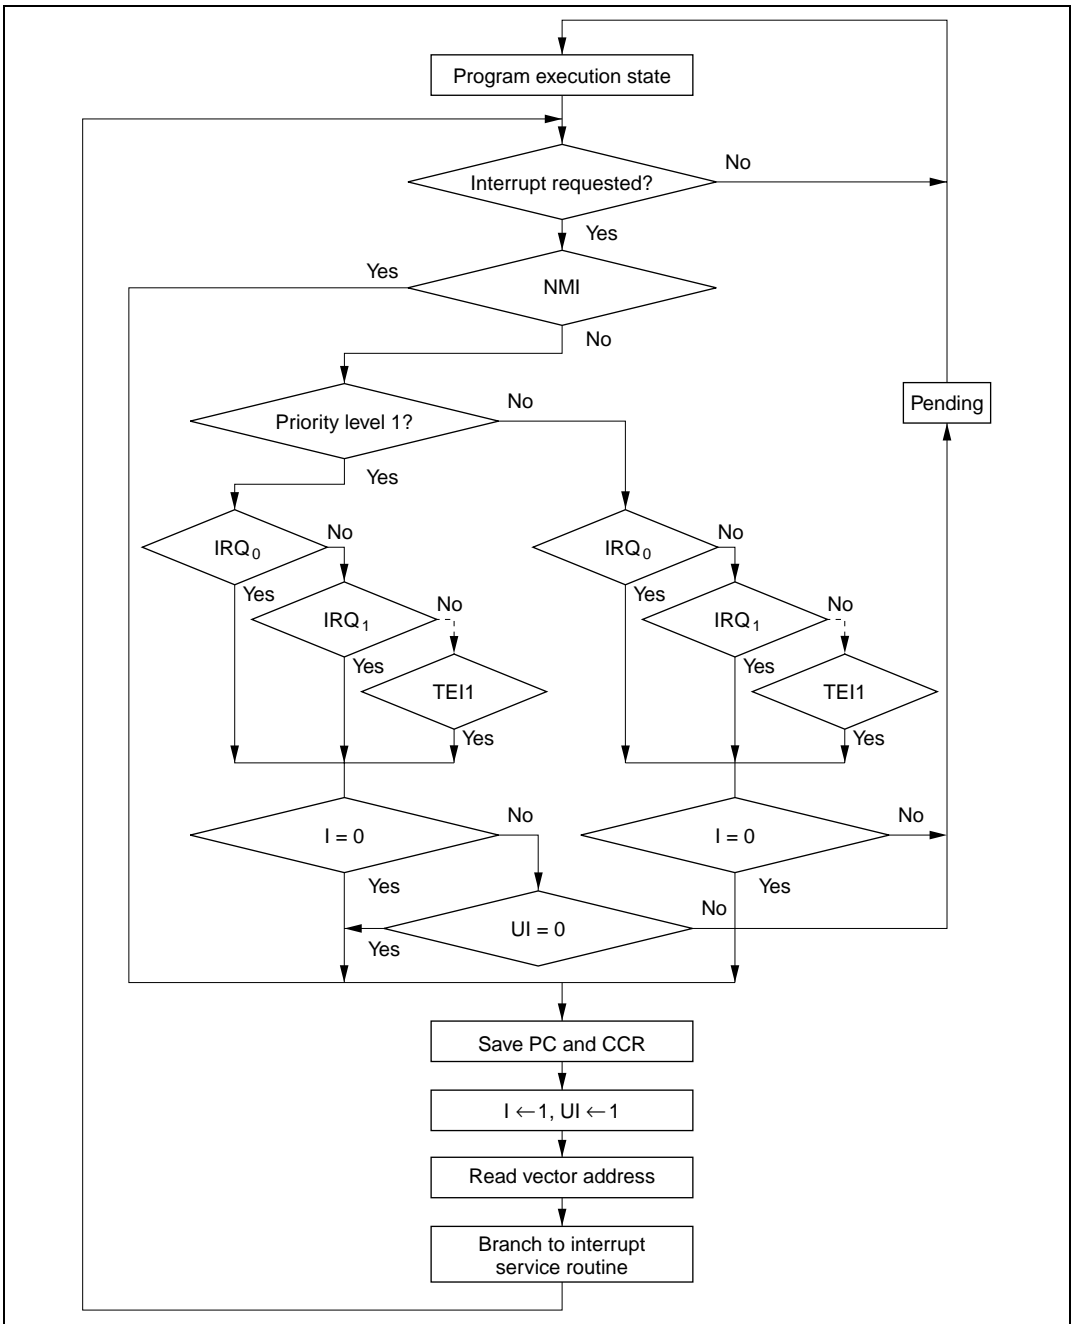 Program execution state
No
Interrupt requested?
Yes
Yes
NMI
No
Pending
No
Priority level 1?
Yes
No
IRQ0
Yes
No
IRQ1
Yes
TEI1
Yes
No
IRQ0
Yes
No
IRQ1
Yes
TEI1
Yes
No
I = 0
Yes
No
I = 0
Yes
No
UI = 0
Yes
Save PC and CCR
I ←1, UI ←1
Read vector address
Branch to interrupt
service routine